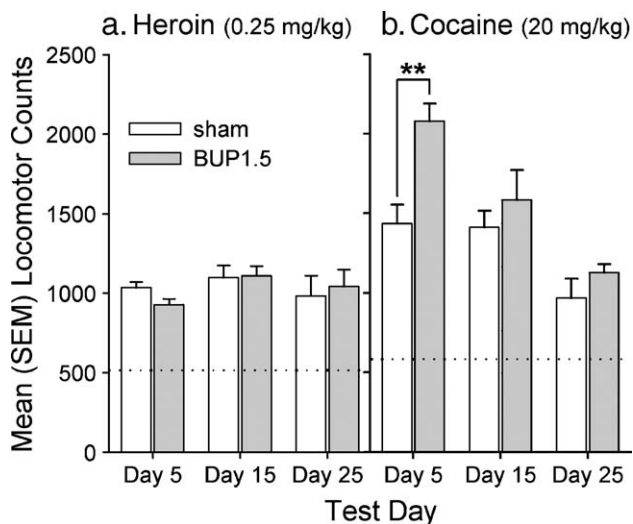 a. Heroin (0.25 mg/kg)
b. Cocaine (20 mg/kg)
Mean (SEM) Locomotor Counts
2500
2000
1500
1000
500
0
sham
BUP1.5
**
Day 5 Day 15 Day 25
Day 5 Day 15 Day 25
Test Day